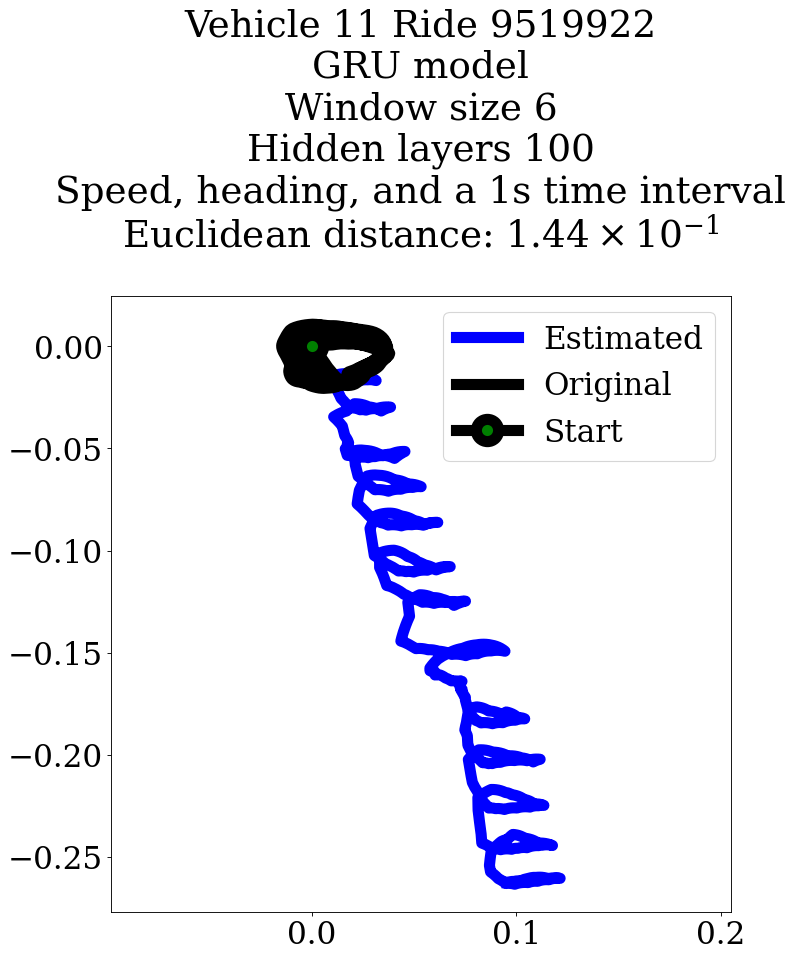 Vehicle 11 Ride 9519922
GRU model
Window size 6
Hidden layers 100
Speed, heading, and a 1s time interval
Euclidean distance: 1.44 × 10⁻¹
Estimated
Original
Start
0.00
−0.05
−0.10
−0.15
−0.20
−0.25
0.0 0.1 0.2